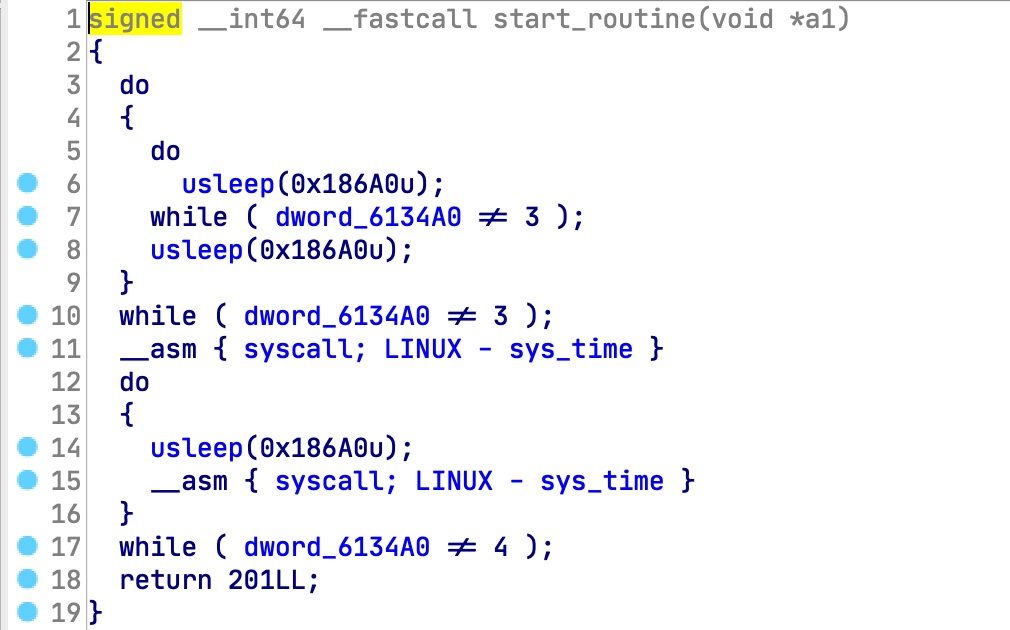 1 signed __int64 __fastcall start_routine(void *a1)
2 {
3 do
4 {
5 do
6 usleep(0x186A0u);
7 while ( dword_6134A0 != 3 );
8 usleep(0x186A0u);
9 }
10 while ( dword_6134A0 != 3 );
11 __asm { syscall; LINUX - sys_time }
12 do
13 {
14 usleep(0x186A0u);
15 __asm { syscall; LINUX - sys_time }
16 }
17 while ( dword_6134A0 != 4 );
18 return 201LL;
19 }